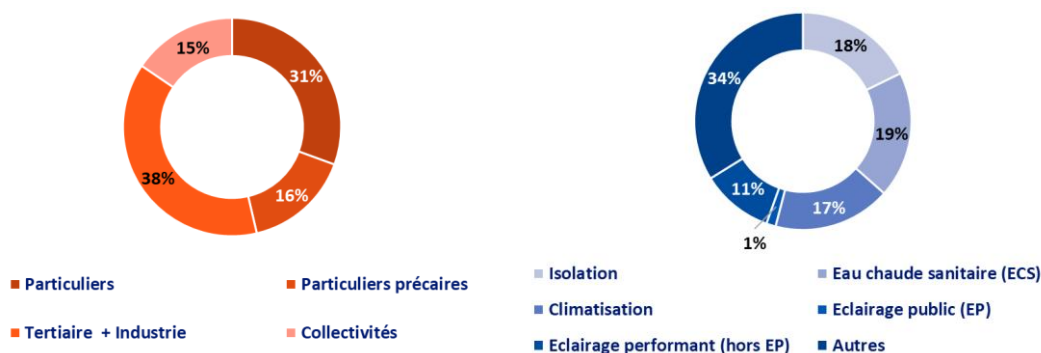 15%
31%
38%
16%
■ Particuliers
■ Particuliers précaires
■ Tertiaire + Industrie
■ Collectivités
34%
18%
19%
11%
17%
1%
■ Isolation
■ Eau chaude sanitaire (ECS)
■ Climatisation
■ Eclairage public (EP)
■ Eclairage performant (hors EP)
■ Autres